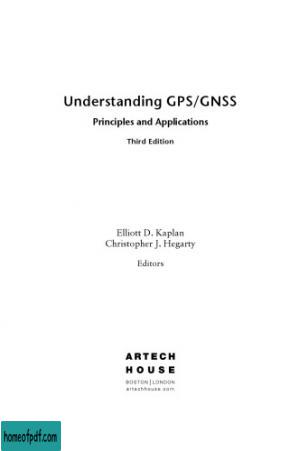 Understanding GPS/GNSS
Principles and Applications
Third Edition
Elliott D. Kaplan
Christopher J. Hegarty
Editors
ARTECH
HOUSE
BOSTON | LONDON
artechhouse.com
homeofpdf.com